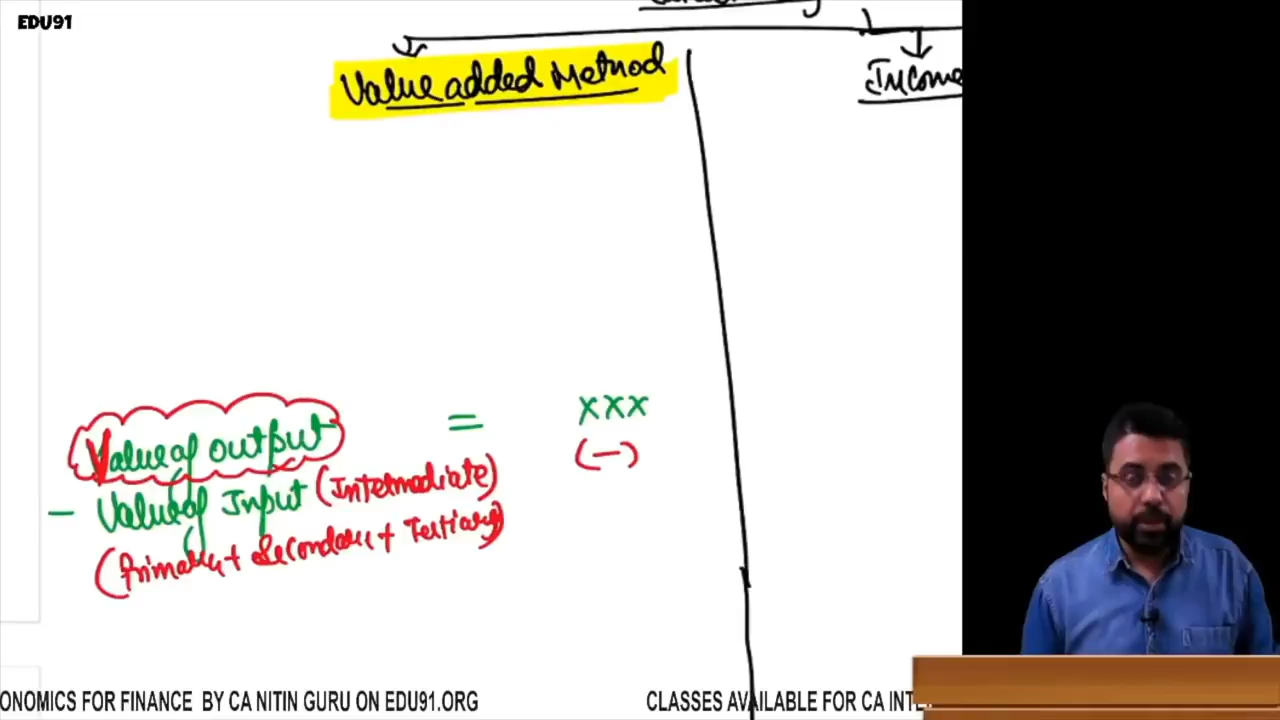 EDU91
Value added Method
Income
Value of output = xxx
- Value of Input (Intermediate) (-)
(Primary + Secondary + Tertiary)
ONOMICS FOR FINANCE BY CA NITIN GURU ON EDU91.ORG
CLASSES AVAILABLE FOR CA INTE